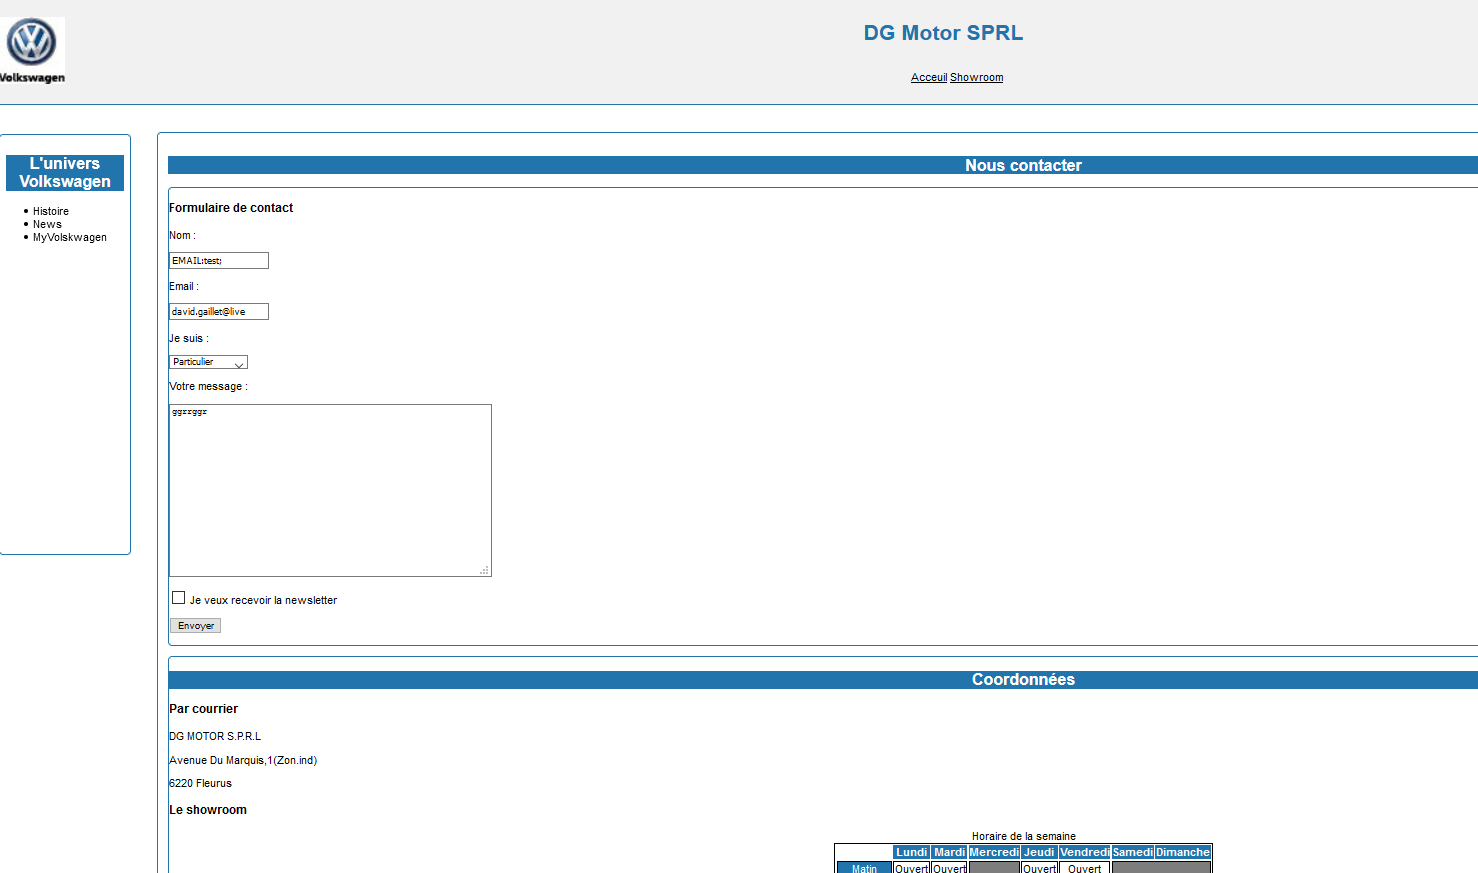 Volkswagen
DG Motor SPRL
Acceuil Showroom
L'univers
Volkswagen
Histoire
News
MyVolskwagen
Nous contacter
Formulaire de contact
Nom :
EMAIL:test;
Email :
david.gaillet@live
Je suis :
Particulier
Votre message :
ggrrggr
Je veux recevoir la newsletter
Envoyer
Coordonnées
Par courrier
DG MOTOR S.P.R.L
Avenue Du Marquis,1(Zon.ind)
6220 Fleurus
Le showroom
Horaire de la semaine
Lundi Mardi Mercredi Jeudi Vendredi Samedi Dimanche
Matin Ouvert Ouvert Ouvert Ouvert